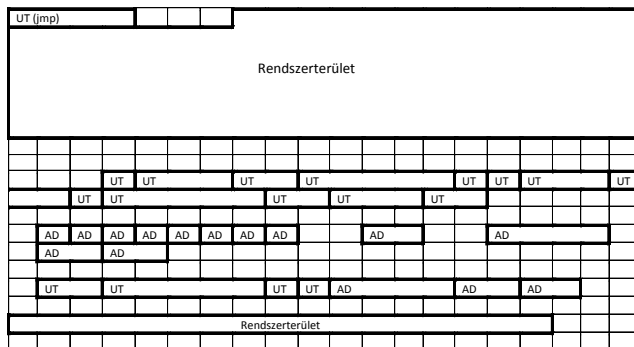 UT (jmp)
Rendszerterület
UT UT UT UT UT UT UT UT
UT UT UT UT UT
AD AD AD AD AD AD AD AD AD AD
AD AD
UT UT UT UT AD AD AD
Rendszerterület